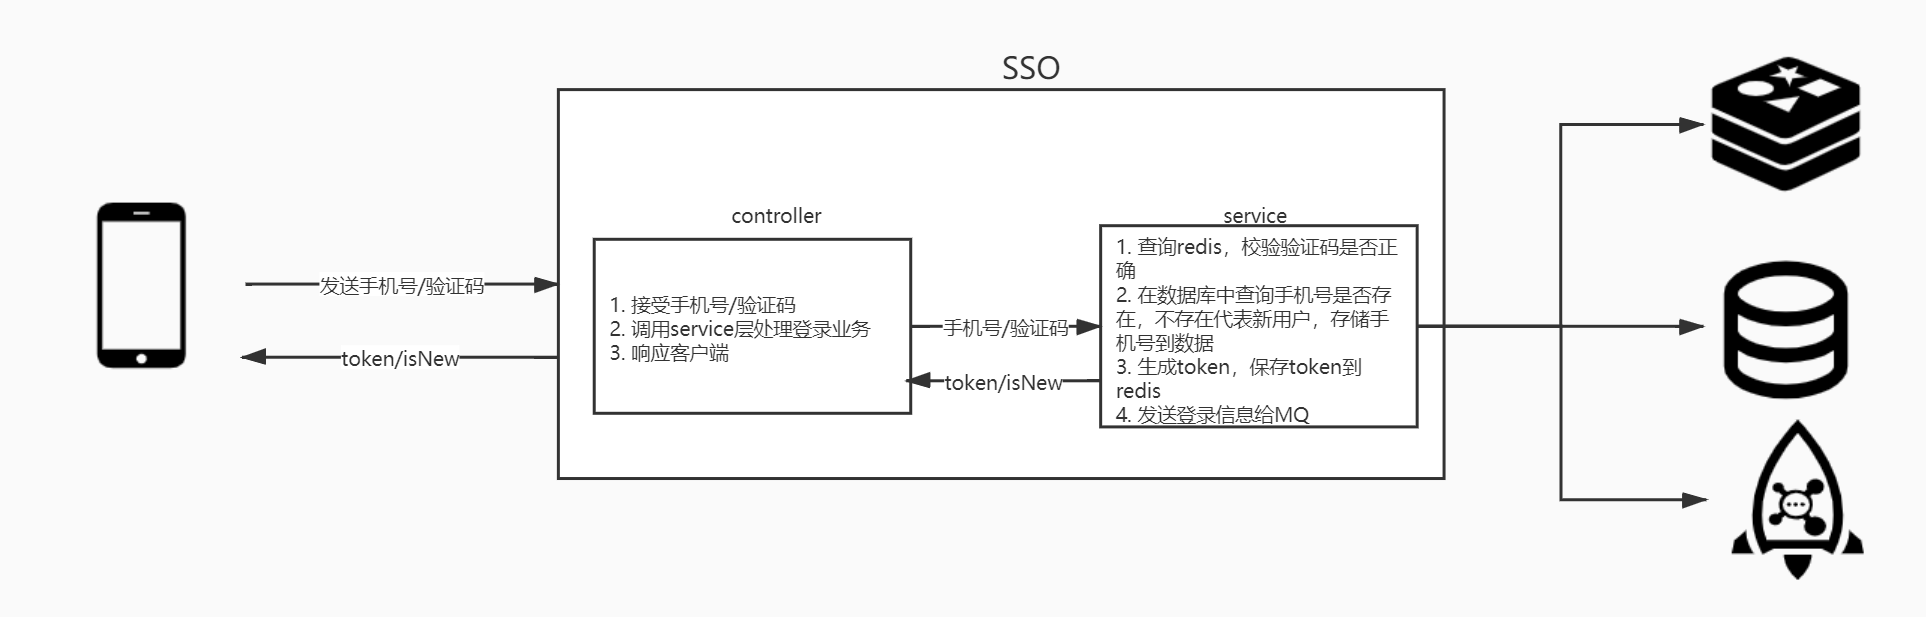 SSO
发送手机号/验证码
token/isNew
controller
1. 接受手机号/验证码
2. 调用service层处理登录业务
3. 响应客户端
手机号/验证码
token/isNew
service
1. 查询redis，校验验证码是否正
确
2. 在数据库中查询手机号是否存
在，不存在代表新用户，存储手
机号到数据
3. 生成token，保存token到
redis
4. 发送登录信息给MQ